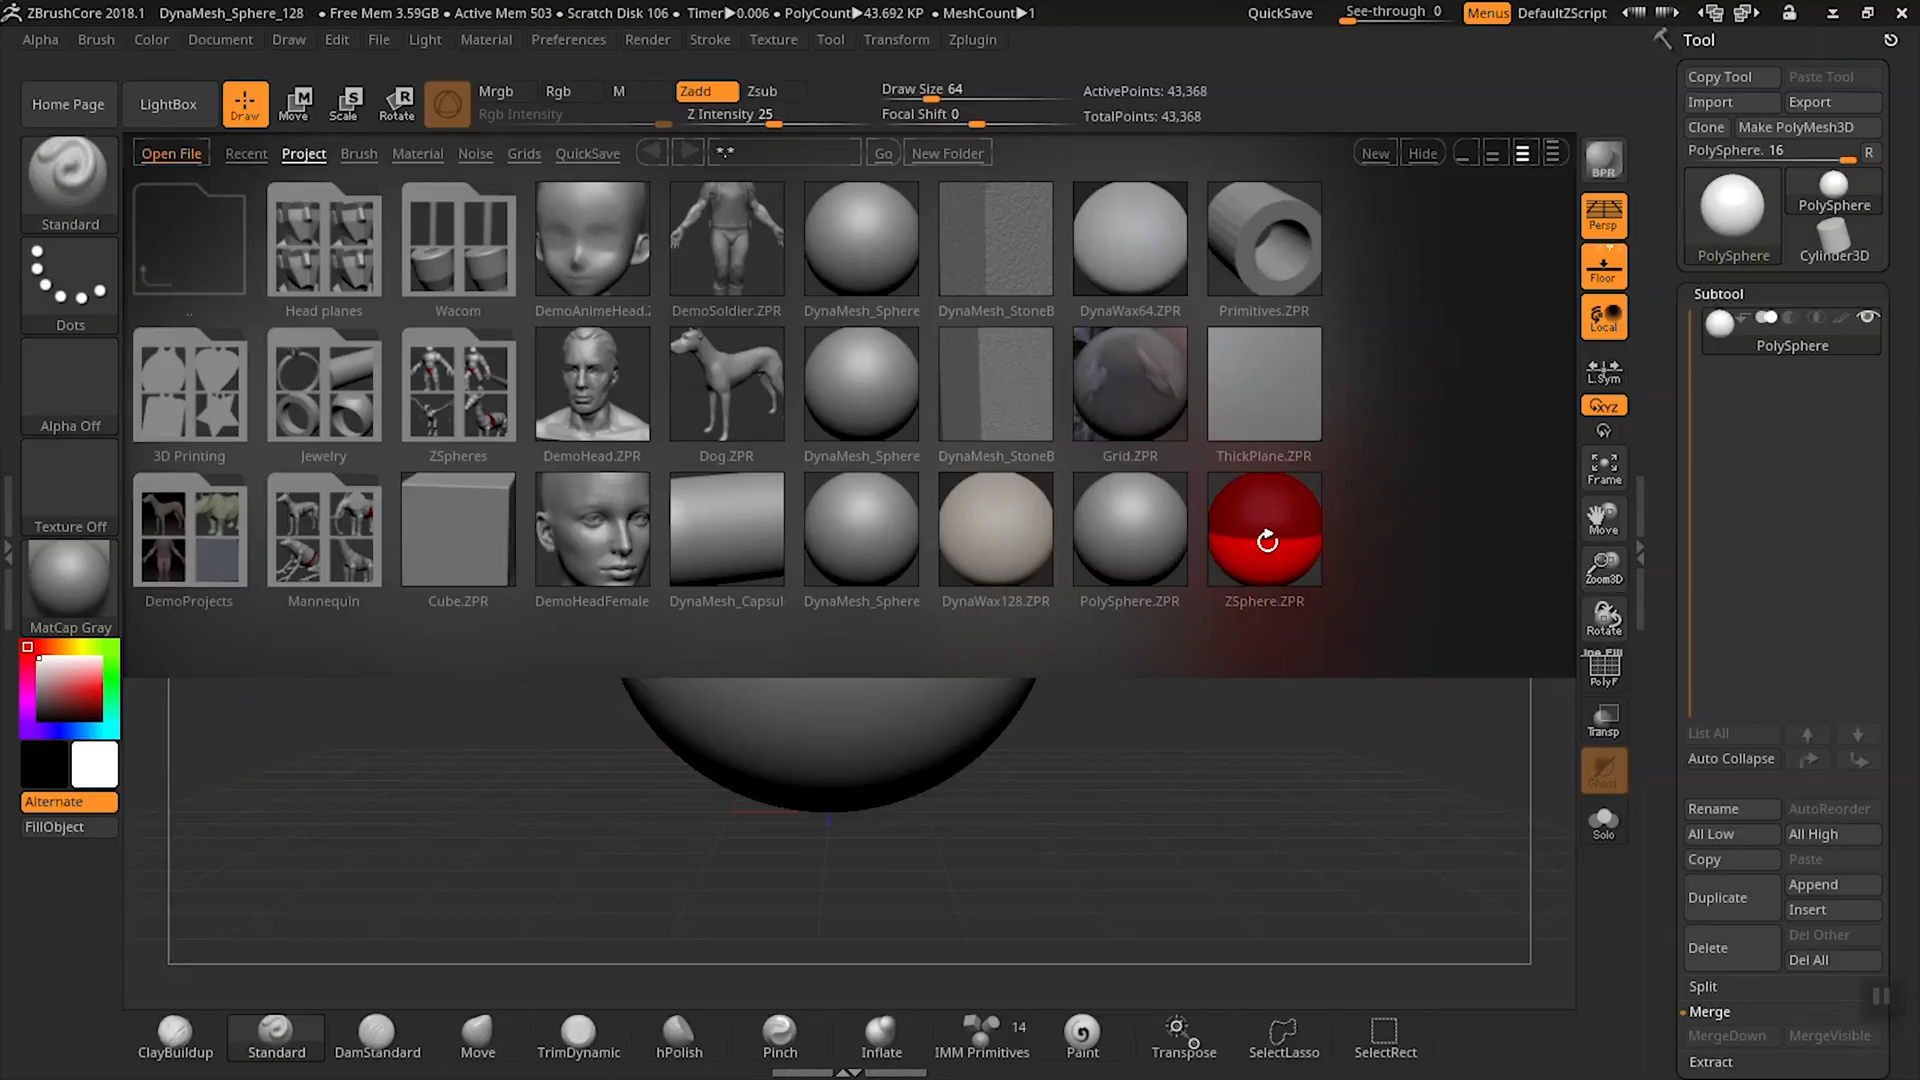 ZBrushCore 2018.1 DynaMesh_Sphere_128 • Free Mem 3.59GB • Active Mem 503 • Scratch Disk 106 • Timer▶0.006 • PolyCount▶43.692 KP • MeshCount▶1 QuickSave See-through 0 Menus DefaultZScript
Alpha Brush Color Document Draw Edit File Light Material Preferences Render Stroke Texture Tool Transform Zplugin
Tool
Copy Tool Paste Tool
Import Export
Clone Make PolyMesh3D
PolySphere. 16 R
PolySphere
PolySphere Cylinder3D
Home Page LightBox Draw Move Scale Rotate
Mrgb Rgb M Zadd Zsub
Rgb Intensity Z Intensity 25
Draw Size 64
Focal Shift 0
ActivePoints: 43,368
TotalPoints: 43,368
Open File Recent Project Brush Material Noise Grids QuickSave *.* Go New Folder New Hide
.. Head planes Wacom DemoAnimeHead.Z DemoSoldier.ZPR DynaMesh_Sphere DynaMesh_StoneB DynaWax64.ZPR Primitives.ZPR
3D Printing Jewelry ZSpheres DemoHead.ZPR Dog.ZPR DynaMesh_Sphere DynaMesh_StoneB Grid.ZPR ThickPlane.ZPR
DemoProjects Mannequin Cube.ZPR DemoHeadFemale DynaMesh_Capsul DynaMesh_Sphere DynaWax128.ZPR PolySphere.ZPR ZSphere.ZPR
Standard
Dots
Alpha Off
Texture Off
MatCap Gray
Alternate
FillObject
BPR
Persp
Floor
Local
L.Sym
XYZ
Frame
Move
Zoom3D
Rotate
Line Fill
PolyF
Transp
Ghost
Solo
Subtool
PolySphere
List All
Auto Collapse
Rename AutoReorder
All Low All High
Copy Paste
Duplicate Append
Insert
Delete Del Other
Del All
Split
Merge
MergeDown MergeVisible
Extract
ClayBuildup Standard DamStandard Move TrimDynamic hPolish Pinch Inflate IMM Primitives 14 Paint Transpose SelectLasso SelectRect